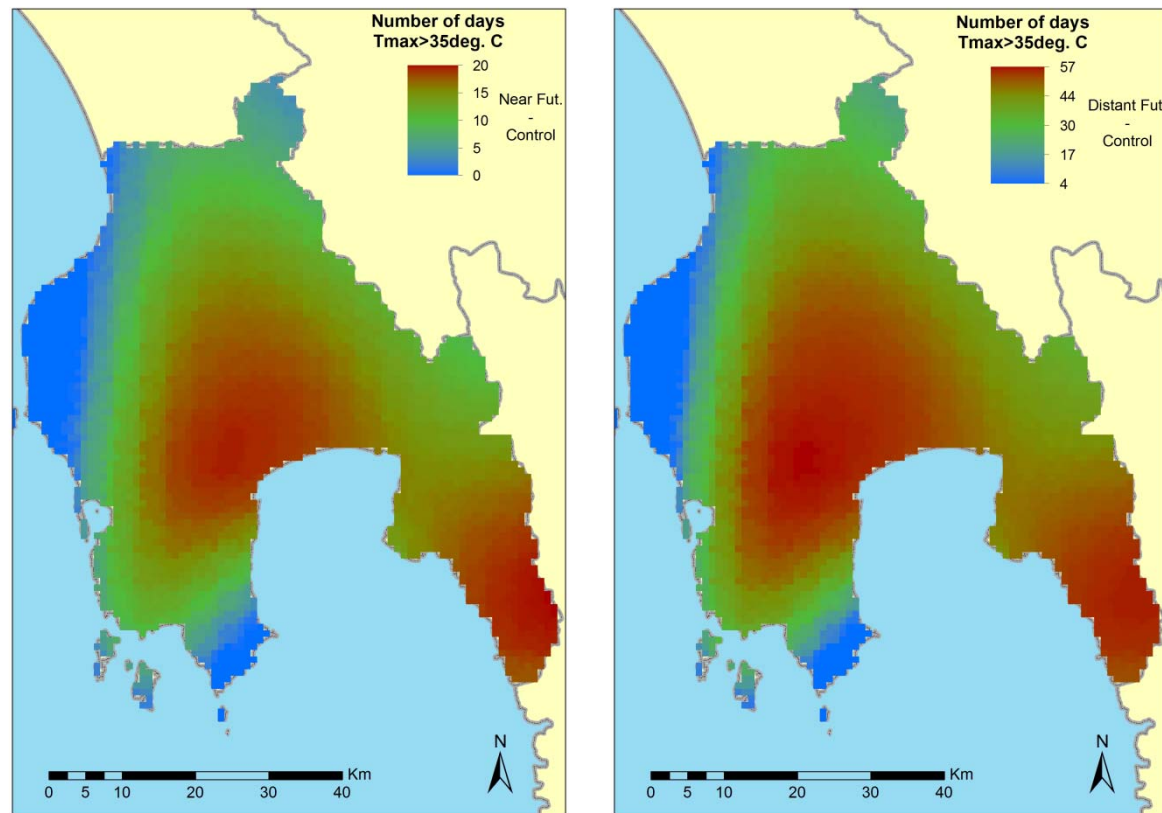 Number of days
Tmax>35deg. C
20
15
10
5
0
Near Fut.
-
Control
N
Km
0 5 10 20 30 40
Number of days
Tmax>35deg. C
57
44
30
17
4
Distant Fut
-
Control
N
Km
0 5 10 20 30 40